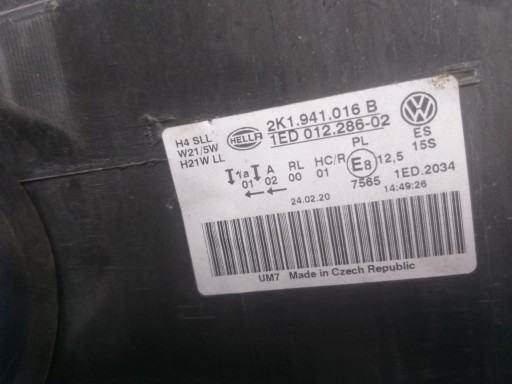 H4 SLL
W21/5W
H21W LL
HELLA
2K1.941.016 B
1ED 012.286-02
ES
15S
1a A RL HC/R PL
01 02 00 01 E8 12,5
7565 1ED.2034
24.02.20 14:49:26
UM7 Made in Czech Republic